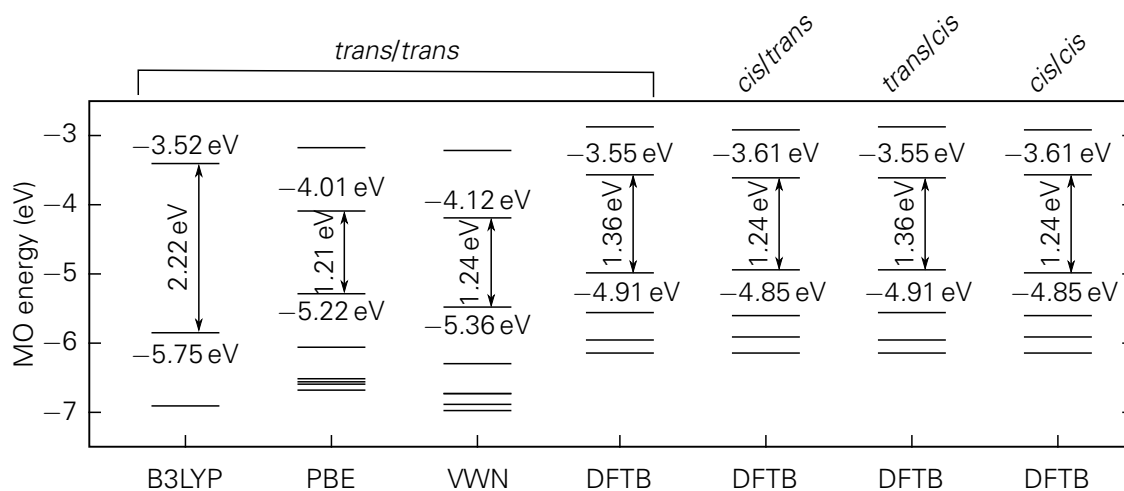 trans/trans
cis/trans
trans/cis
cis/cis
MO energy (eV)
−3
−4
−5
−6
−7
−3.52 eV
2.22 eV
−5.75 eV
−4.01 eV
1.21 eV
−5.22 eV
−4.12 eV
1.24 eV
−5.36 eV
−3.55 eV
1.36 eV
−4.91 eV
−3.61 eV
1.24 eV
−4.85 eV
−3.55 eV
1.36 eV
−4.91 eV
−3.61 eV
1.24 eV
−4.85 eV
B3LYP
PBE
VWN
DFTB
DFTB
DFTB
DFTB